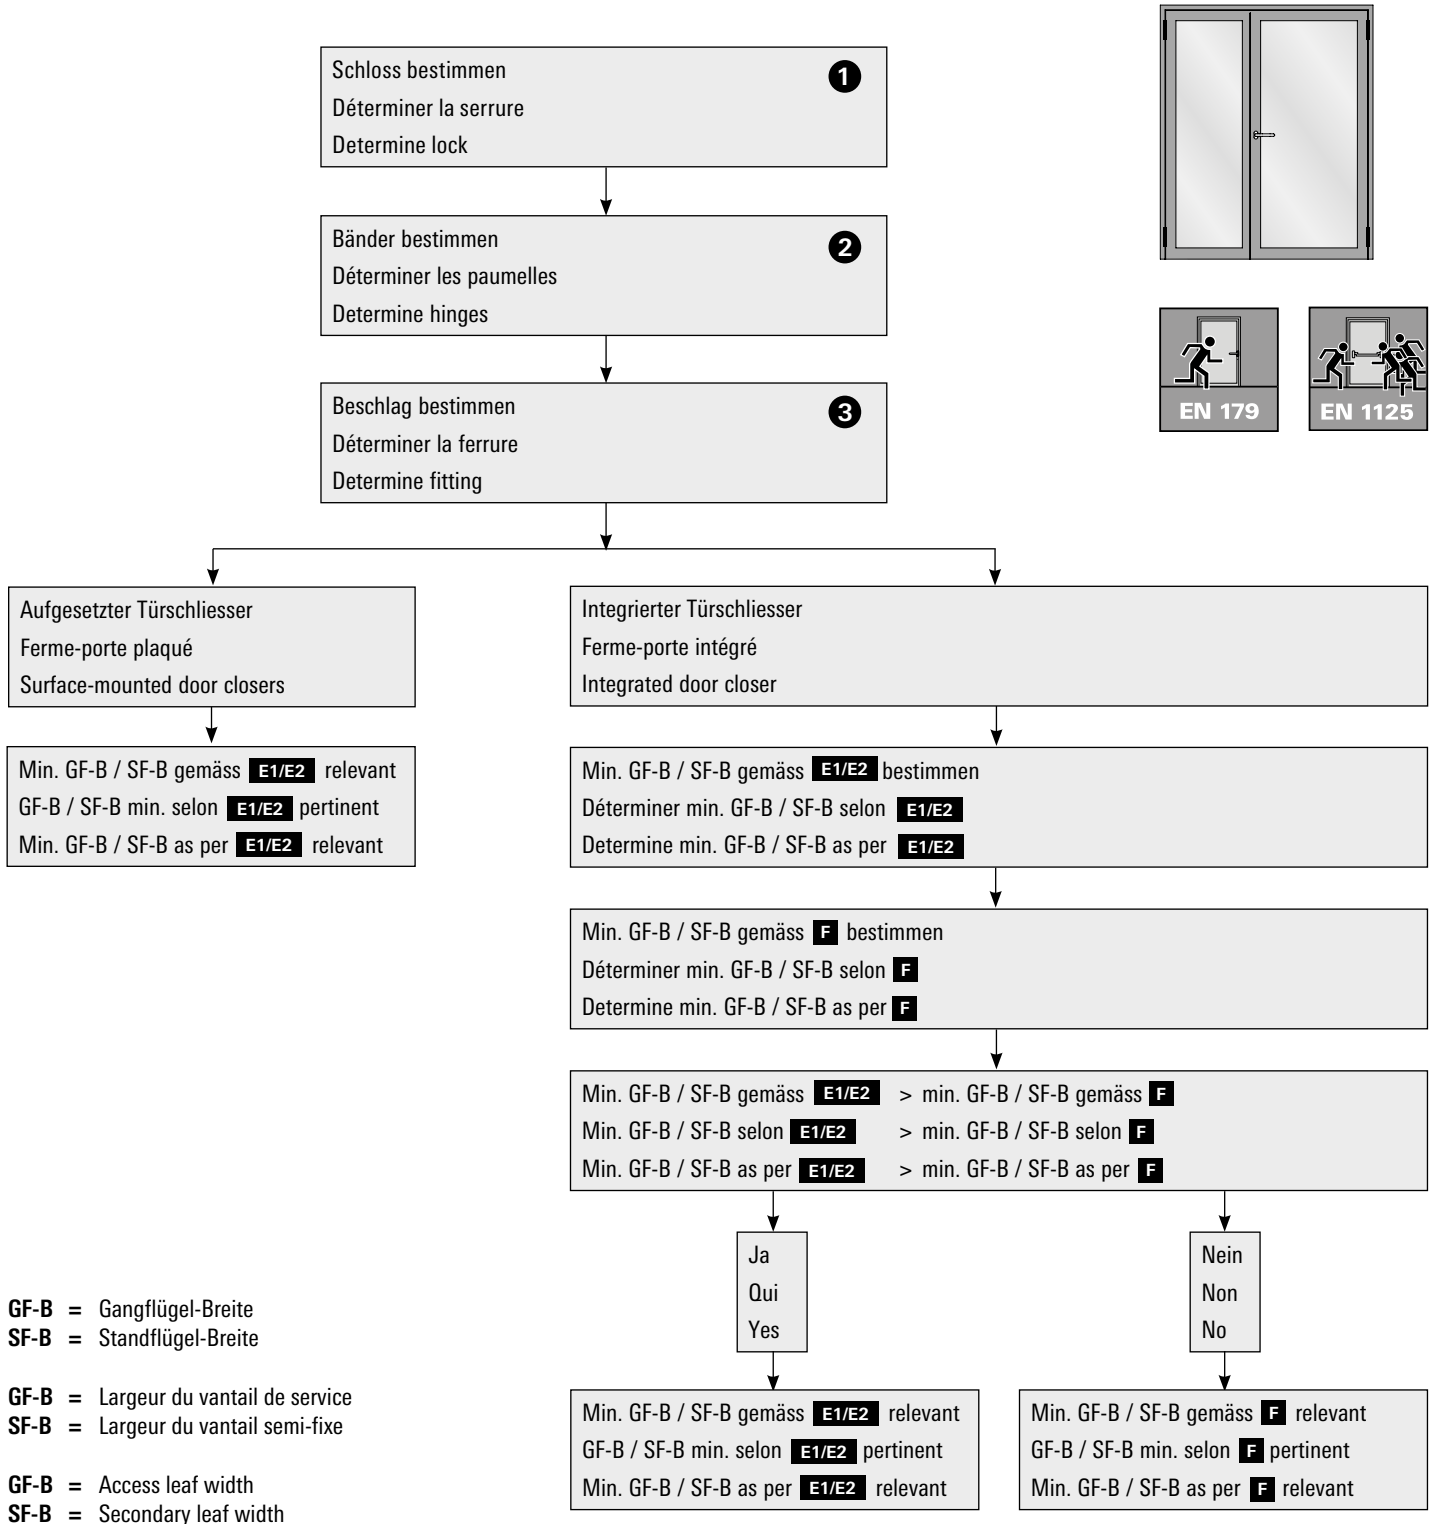 Schloss bestimmen
1
Déterminer la serrure
Determine lock
Bänder bestimmen
2
Déterminer les paumelles
Determine hinges
EN 179
EN 1125
Beschlag bestimmen
3
Déterminer la ferrure
Determine fitting
Aufgesetzter Türschliesser
Ferme-porte plaqué
Surface-mounted door closers
Integrierter Türschliesser
Ferme-porte intégré
Integrated door closer
Min. GF-B / SF-B gemäss E1/E2 relevant
GF-B / SF-B min. selon E1/E2 pertinent
Min. GF-B / SF-B as per E1/E2 relevant
Min. GF-B / SF-B gemäss E1/E2 bestimmen
Déterminer min. GF-B / SF-B selon E1/E2
Determine min. GF-B / SF-B as per E1/E2
Min. GF-B / SF-B gemäss F bestimmen
Déterminer min. GF-B / SF-B selon F
Determine min. GF-B / SF-B as per F
Min. GF-B / SF-B gemäss E1/E2 > min. GF-B / SF-B gemäss F
Min. GF-B / SF-B selon E1/E2 > min. GF-B / SF-B selon F
Min. GF-B / SF-B as per E1/E2 > min. GF-B / SF-B as per F
Ja
Qui
Yes
Nein
Non
No
Min. GF-B / SF-B gemäss E1/E2 relevant
GF-B / SF-B min. selon E1/E2 pertinent
Min. GF-B / SF-B as per E1/E2 relevant
Min. GF-B / SF-B gemäss F relevant
GF-B / SF-B min. selon F pertinent
Min. GF-B / SF-B as per F relevant
GF-B = Gangflügel-Breite
SF-B = Standflügel-Breite
GF-B = Largeur du vantail de service
SF-B = Largeur du vantail semi-fixe
GF-B = Access leaf width
SF-B = Secondary leaf width